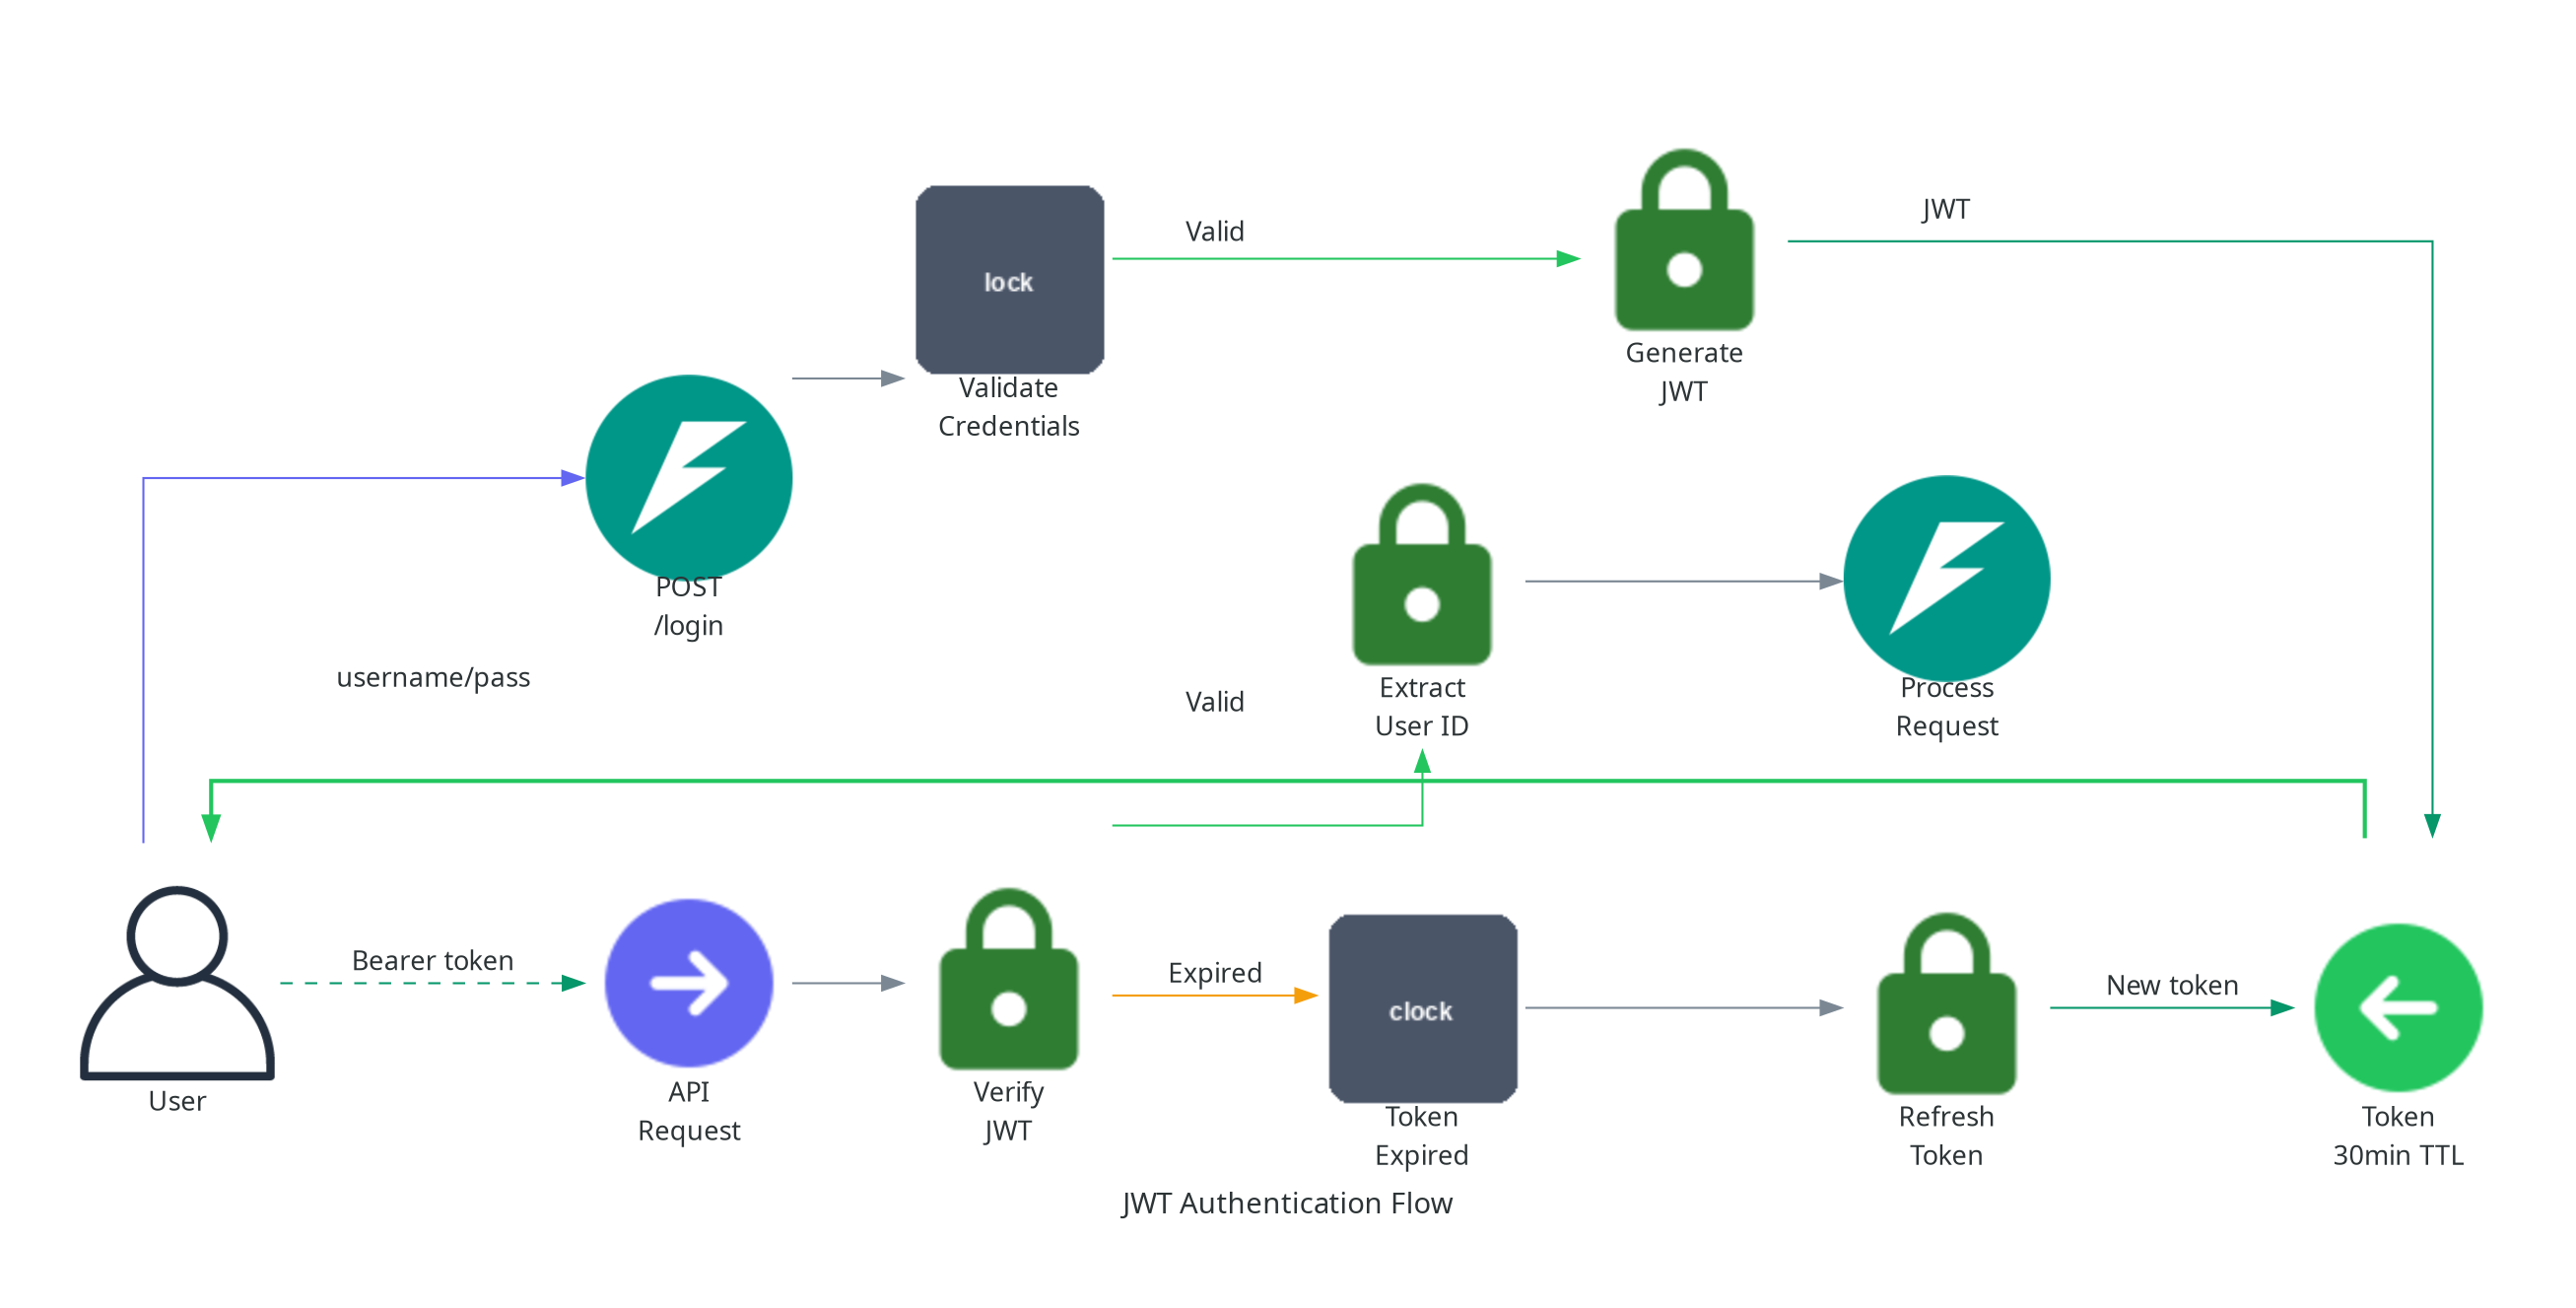 Valid
JWT
lock
Generate
JWT
Validate
Credentials
POST
/login
username/pass
Valid
Extract
User ID
Process
Request
Bearer token
Expired
New token
clock
User
API
Request
Verify
JWT
Token
Expired
Refresh
Token
Token
30min TTL
JWT Authentication Flow